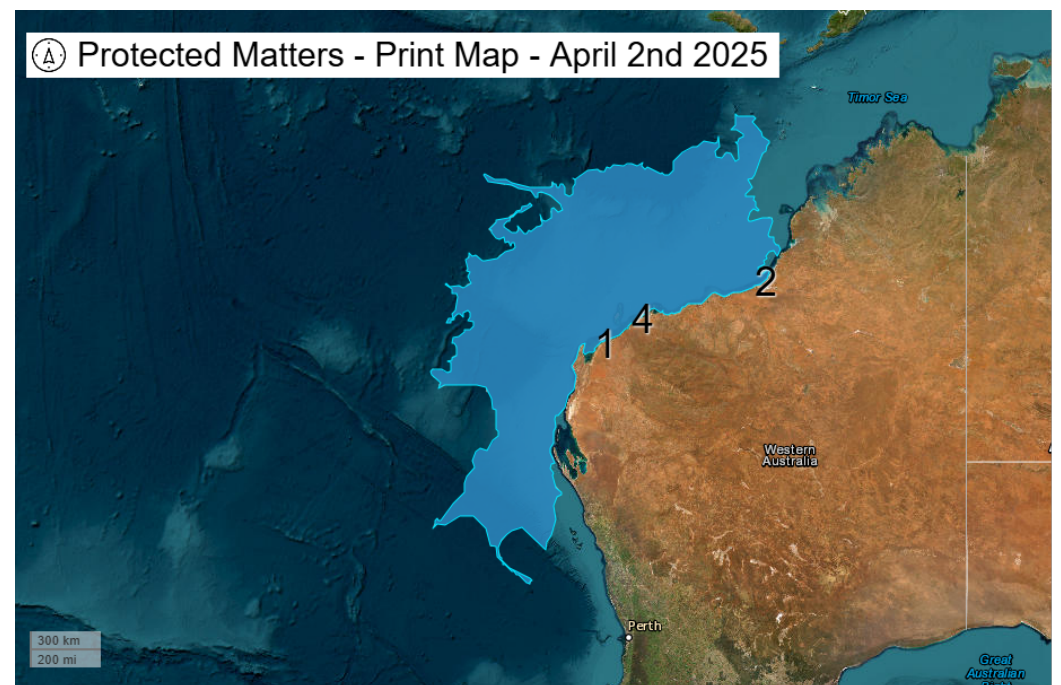 Protected Matters - Print Map - April 2nd 2025
Timor Sea
2
4
1
Western
Australia
Perth
300 km
200 mi
Great
Australian